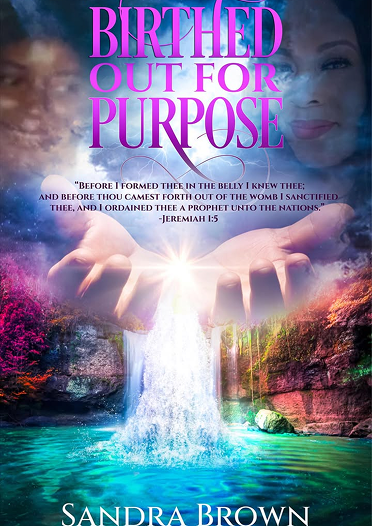 BIRTHED
OUT FOR
PURPOSE
"BEFORE I FORMED THEE IN THE BELLY I KNEW THEE;
AND BEFORE THOU CAMEST FORTH OUT OF THE WOMB I SANCTIFIED
THEE, AND I ORDAINED THEE A PROPHET UNTO THE NATIONS."
-JEREMIAH 1:5
SANDRA BROWN